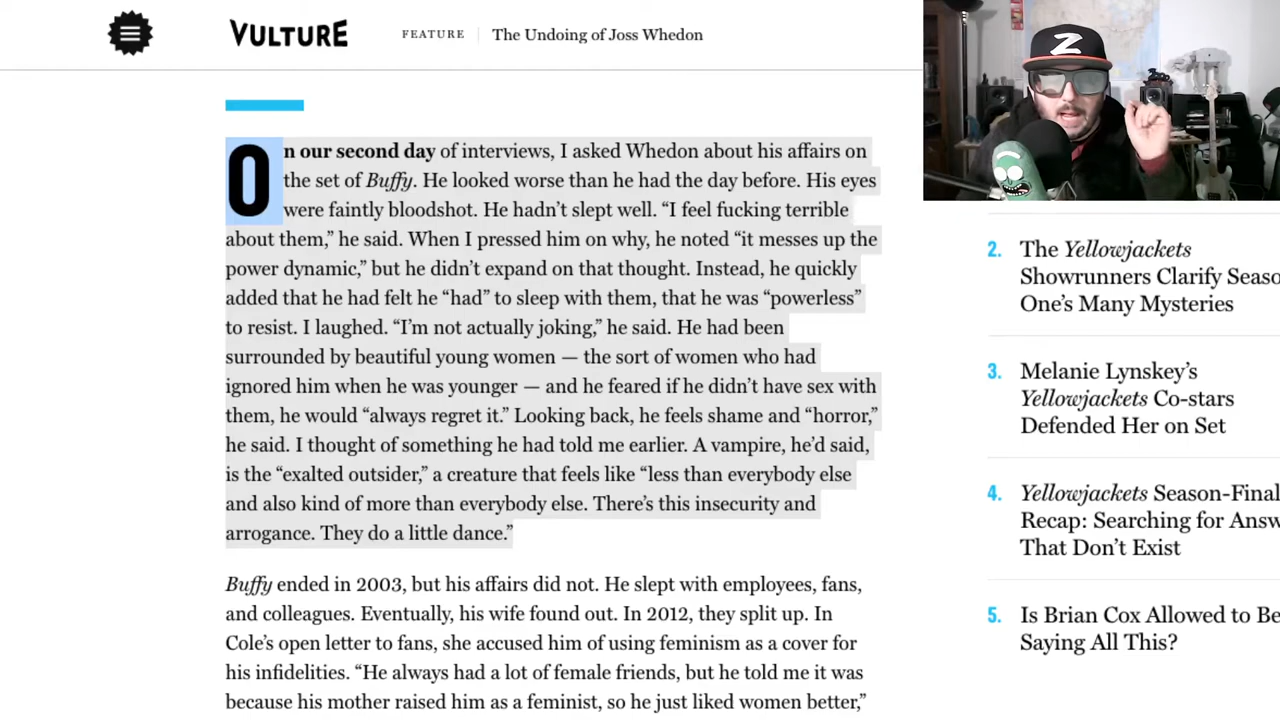 VULTURE
FEATURE
The Undoing of Joss Whedon
On our second day of interviews, I asked Whedon about his affairs on
the set of Buffy. He looked worse than he had the day before. His eyes
were faintly bloodshot. He hadn’t slept well. “I feel fucking terrible
about them,” he said. When I pressed him on why, he noted “it messes up the
power dynamic,” but he didn’t expand on that thought. Instead, he quickly
added that he had felt he “had” to sleep with them, that he was “powerless”
to resist. I laughed. “I’m not actually joking,” he said. He had been
surrounded by beautiful young women — the sort of women who had
ignored him when he was younger — and he feared if he didn’t have sex with
them, he would “always regret it.” Looking back, he feels shame and “horror,”
he said. I thought of something he had told me earlier. A vampire, he’d said,
is the “exalted outsider,” a creature that feels like “less than everybody else
and also kind of more than everybody else. There’s this insecurity and
arrogance. They do a little dance.”
Buffy ended in 2003, but his affairs did not. He slept with employees, fans,
and colleagues. Eventually, his wife found out. In 2012, they split up. In
Cole’s open letter to fans, she accused him of using feminism as a cover for
his infidelities. “He always had a lot of female friends, but he told me it was
because his mother raised him as a feminist, so he just liked women better,”
Z
2. The Yellowjackets
Showrunners Clarify Seaso
One’s Many Mysteries
3. Melanie Lynskey’s
Yellowjackets Co-stars
Defended Her on Set
4. Yellowjackets Season-Final
Recap: Searching for Answ
That Don’t Exist
5. Is Brian Cox Allowed to Be
Saying All This?